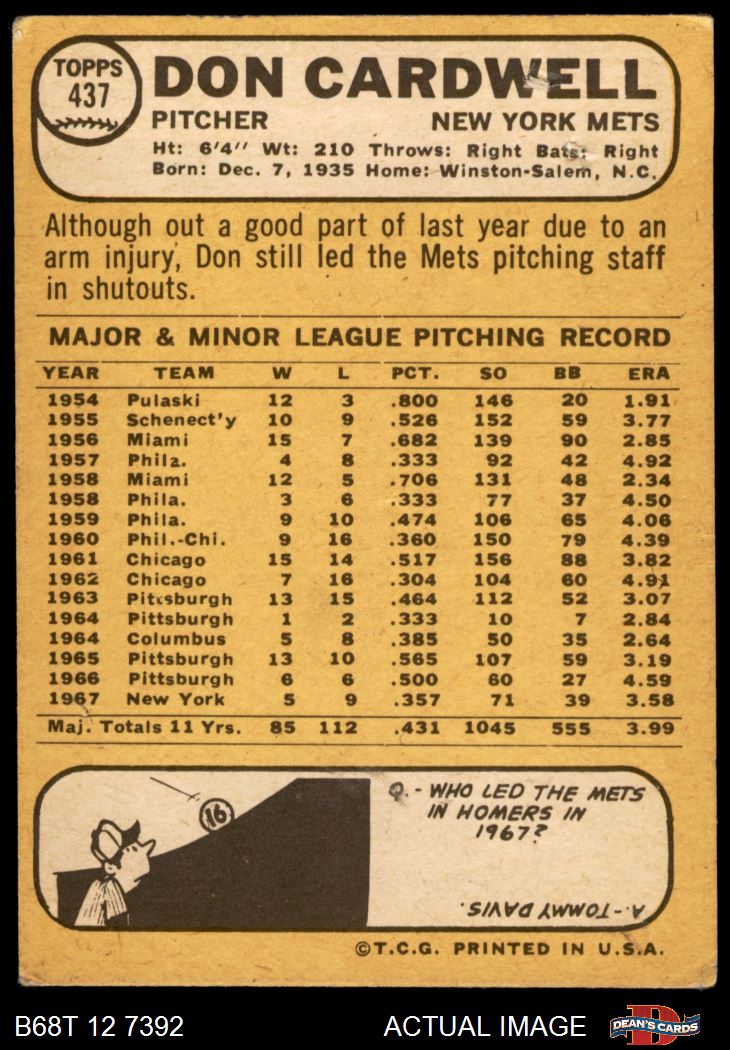 TOPPS
437
DON CARDWELL
PITCHER NEW YORK METS
Ht: 6'4" Wt: 210 Throws: Right Bats: Right
Born: Dec. 7, 1935 Home: Winston-Salem, N.C.
Although out a good part of last year due to an
arm injury, Don still led the Mets pitching staff
in shutouts.
MAJOR & MINOR LEAGUE PITCHING RECORD
YEAR TEAM W L PCT. SO BB ERA
1954 Pulaski 12 3 .800 146 20 1.91
1955 Schenect'y 10 9 .526 152 59 3.77
1956 Miami 15 7 .682 139 90 2.85
1957 Phila. 4 8 .333 92 42 4.92
1958 Miami 12 5 .706 131 48 2.34
1958 Phila. 3 6 .333 77 37 4.50
1959 Phila. 9 10 .474 106 65 4.06
1960 Phil.-Chi. 9 16 .360 150 79 4.39
1961 Chicago 15 14 .517 156 88 3.82
1962 Chicago 7 16 .304 104 60 4.91
1963 Pittsburgh 13 15 .464 112 52 3.07
1964 Pittsburgh 1 2 .333 10 7 2.84
1964 Columbus 5 8 .385 50 35 2.64
1965 Pittsburgh 13 10 .565 107 59 3.19
1966 Pittsburgh 6 6 .500 60 27 4.59
1967 New York 5 9 .357 71 39 3.58
Maj. Totals 11 Yrs. 85 112 .431 1045 555 3.99
16
Q.- WHO LED THE METS
IN HOMERS IN
1967?
A-TOMMY DAVIS.
©T.C.G. PRINTED IN U.S.A.
B68T 12 7392 ACTUAL IMAGE DEAN'S CARDS